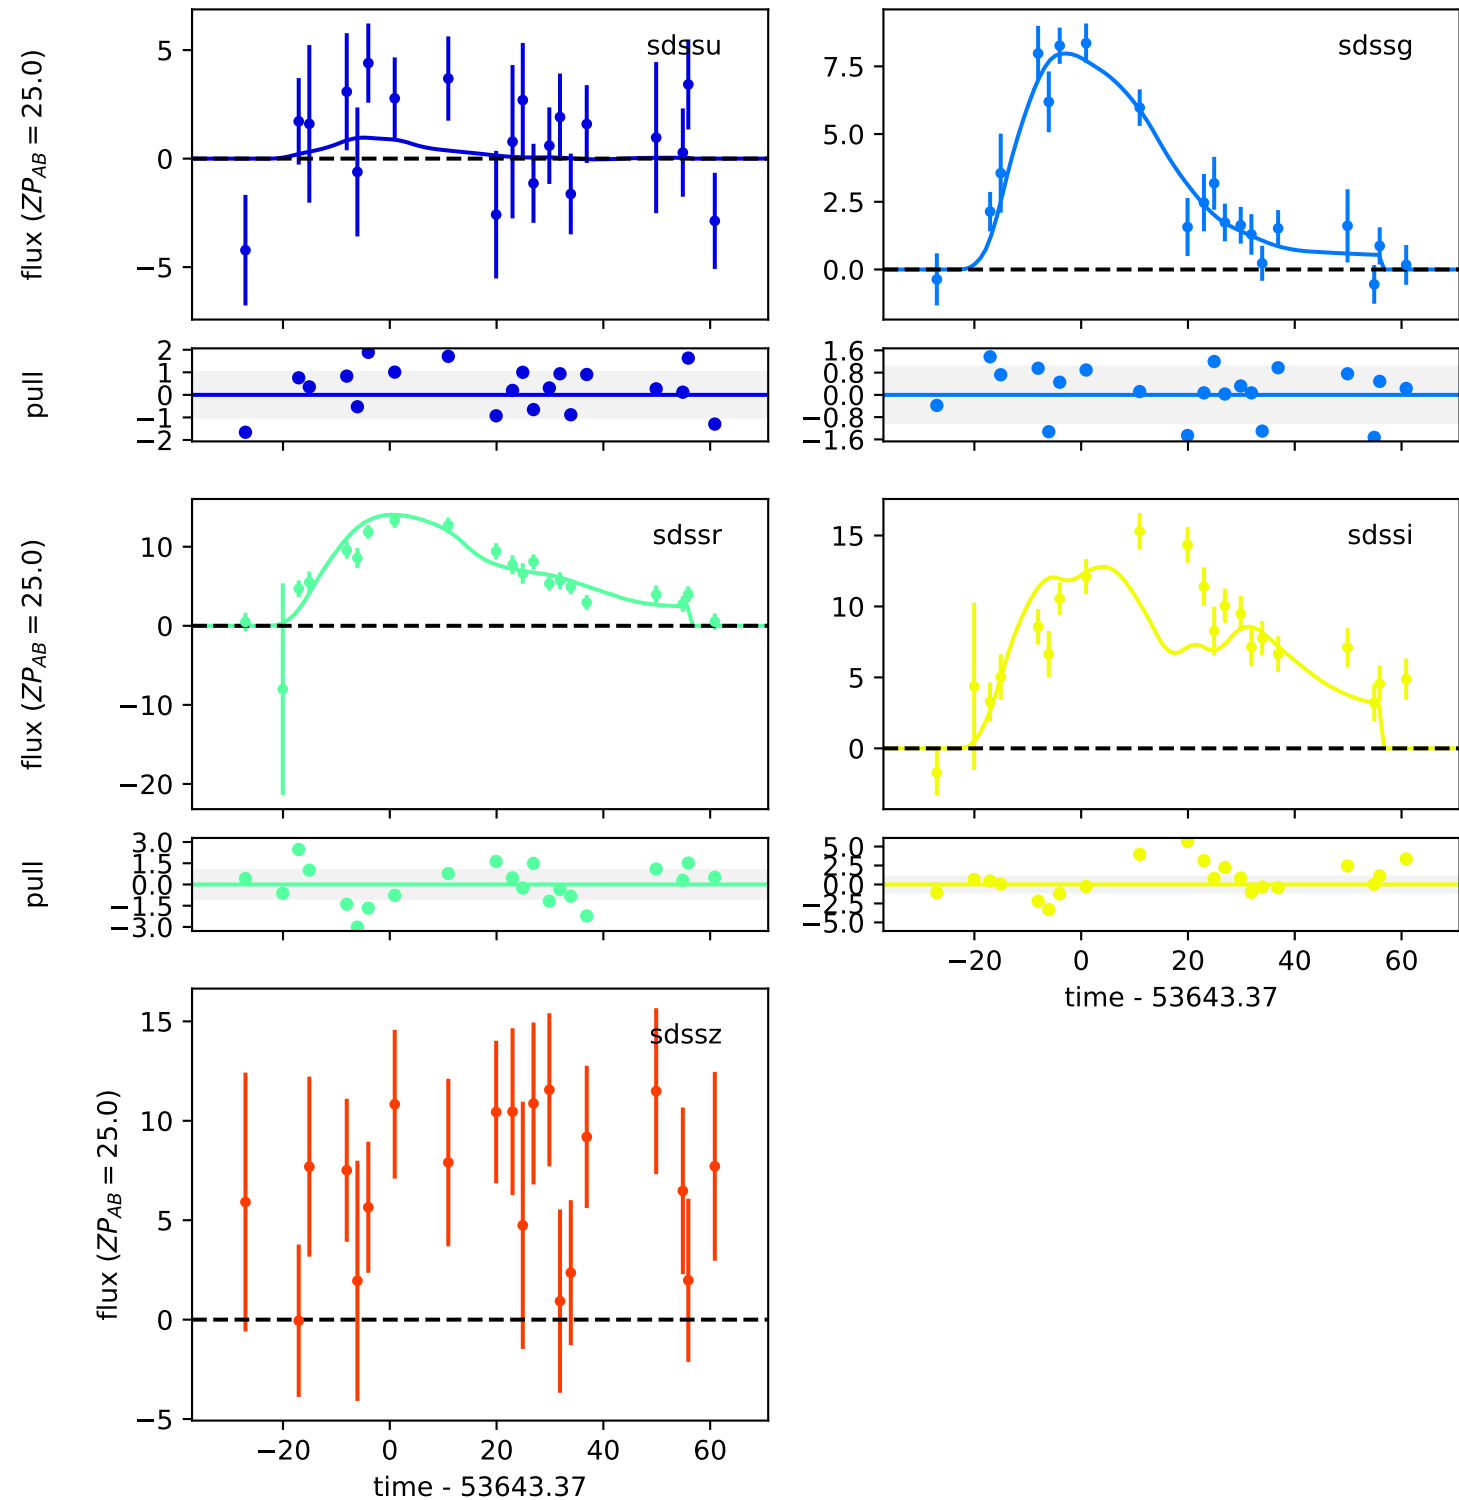 sdssu
flux (ZP_AB = 25.0)
5
0
−5
sdssg
7.5
5.0
2.5
0.0
pull
2
1
0
−1
−2
1.6
0.8
0.0
−0.8
−1.6
sdssr
flux (ZP_AB = 25.0)
10
0
−10
−20
sdssi
15
10
5
0
pull
3.0
1.5
0.0
−1.5
−3.0
5.0
2.5
0.0
−2.5
−5.0
−20 0 20 40 60
time - 53643.37
sdssz
flux (ZP_AB = 25.0)
15
10
5
0
−5
−20 0 20 40 60
time - 53643.37